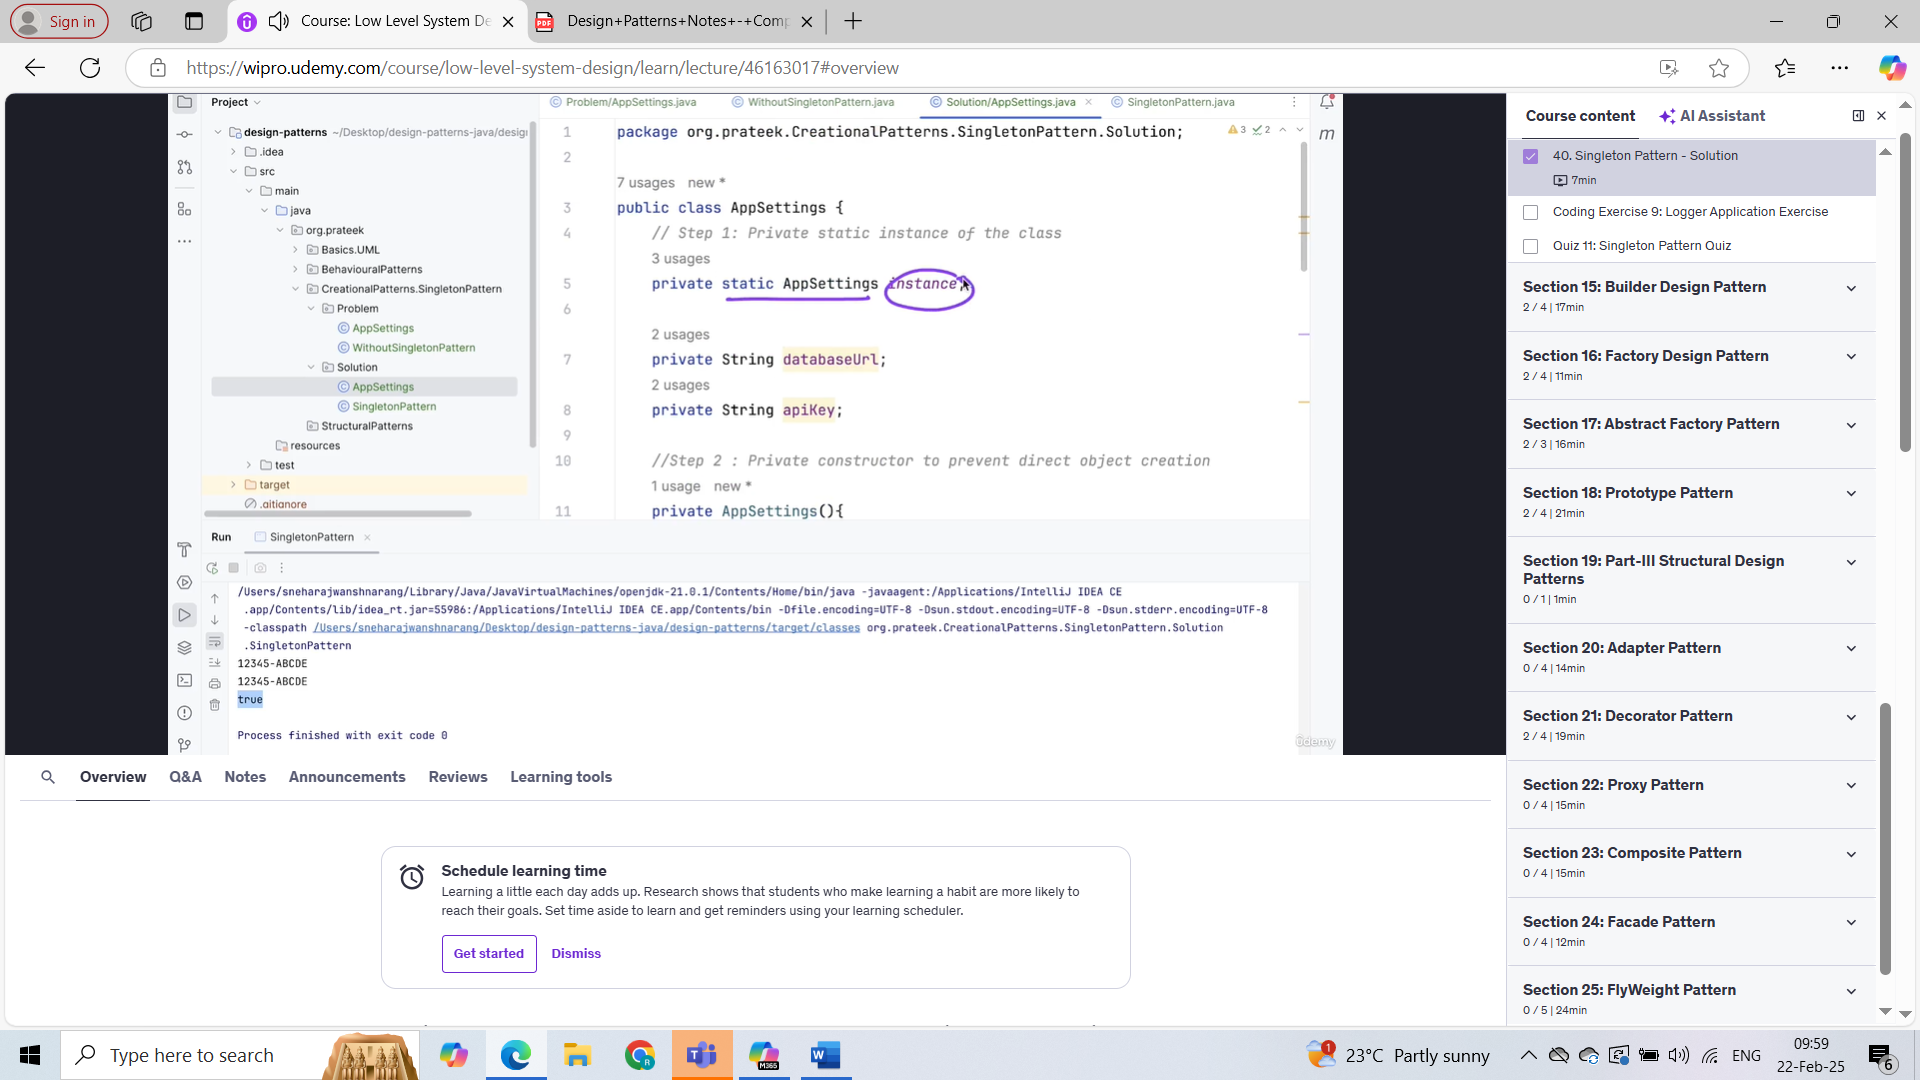 Sign in
Course: Low Level System De
Design+Patterns+Notes+-+Comp
https://wipro.udemy.com/course/low-level-system-design/learn/lecture/46163017#overview
Project
Problem/AppSettings.java
WithoutSingletonPattern.java
Solution/AppSettings.java
SingletonPattern.java
design-patterns ~/Desktop/design-patterns-java/desig
.idea
src
main
java
org.prateek
Basics.UML
BehaviouralPatterns
CreationalPatterns.SingletonPattern
Problem
AppSettings
WithoutSingletonPattern
Solution
AppSettings
SingletonPattern
StructuralPatterns
resources
test
target
.gitignore
3 2
1 package org.prateek.CreationalPatterns.SingletonPattern.Solution;
2
7 usages new *
3 public class AppSettings {
4 // Step 1: Private static instance of the class
3 usages
5 private static AppSettings instance;
6
2 usages
7 private String databaseUrl;
2 usages
8 private String apiKey;
9
10 //Step 2 : Private constructor to prevent direct object creation
1 usage new *
11 private AppSettings(){
m
Run SingletonPattern
/Users/sneharajwanshnarang/Library/Java/JavaVirtualMachines/openjdk-21.0.1/Contents/Home/bin/java -javaagent:/Applications/IntelliJ IDEA CE
.app/Contents/lib/idea_rt.jar=55986:/Applications/IntelliJ IDEA CE.app/Contents/bin -Dfile.encoding=UTF-8 -Dsun.stdout.encoding=UTF-8 -Dsun.stderr.encoding=UTF-8
-classpath /Users/sneharajwanshnarang/Desktop/design-patterns-java/design-patterns/target/classes org.prateek.CreationalPatterns.SingletonPattern.Solution
.SingletonPattern
12345-ABCDE
12345-ABCDE
true
Process finished with exit code 0
ûdemy
Course content
AI Assistant
40. Singleton Pattern - Solution
7min
Coding Exercise 9: Logger Application Exercise
Quiz 11: Singleton Pattern Quiz
Section 15: Builder Design Pattern
2 / 4 | 17min
Section 16: Factory Design Pattern
2 / 4 | 11min
Section 17: Abstract Factory Pattern
2 / 3 | 16min
Section 18: Prototype Pattern
2 / 4 | 21min
Section 19: Part-III Structural Design
Patterns
0 / 1 | 1min
Section 20: Adapter Pattern
0 / 4 | 14min
Section 21: Decorator Pattern
2 / 4 | 19min
Section 22: Proxy Pattern
0 / 4 | 15min
Section 23: Composite Pattern
0 / 4 | 15min
Section 24: Facade Pattern
0 / 4 | 12min
Section 25: FlyWeight Pattern
0 / 5 | 24min
Overview Q&A Notes Announcements Reviews Learning tools
Schedule learning time
Learning a little each day adds up. Research shows that students who make learning a habit are more likely to
reach their goals. Set time aside to learn and get reminders using your learning scheduler.
Get started
Dismiss
Type here to search
M365
1
23°C Partly sunny
ENG
09:59
22-Feb-25
6